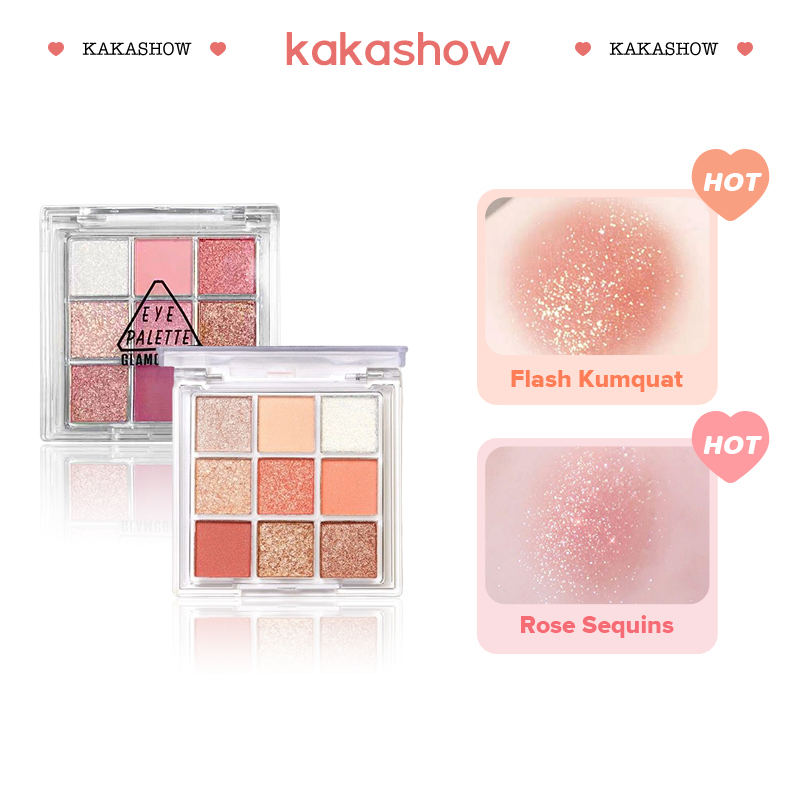 KAKASHOW
kakashow
KAKASHOW
HOT
EYE
PALETTE
Flash Kumquat
HOT
Rose Sequins